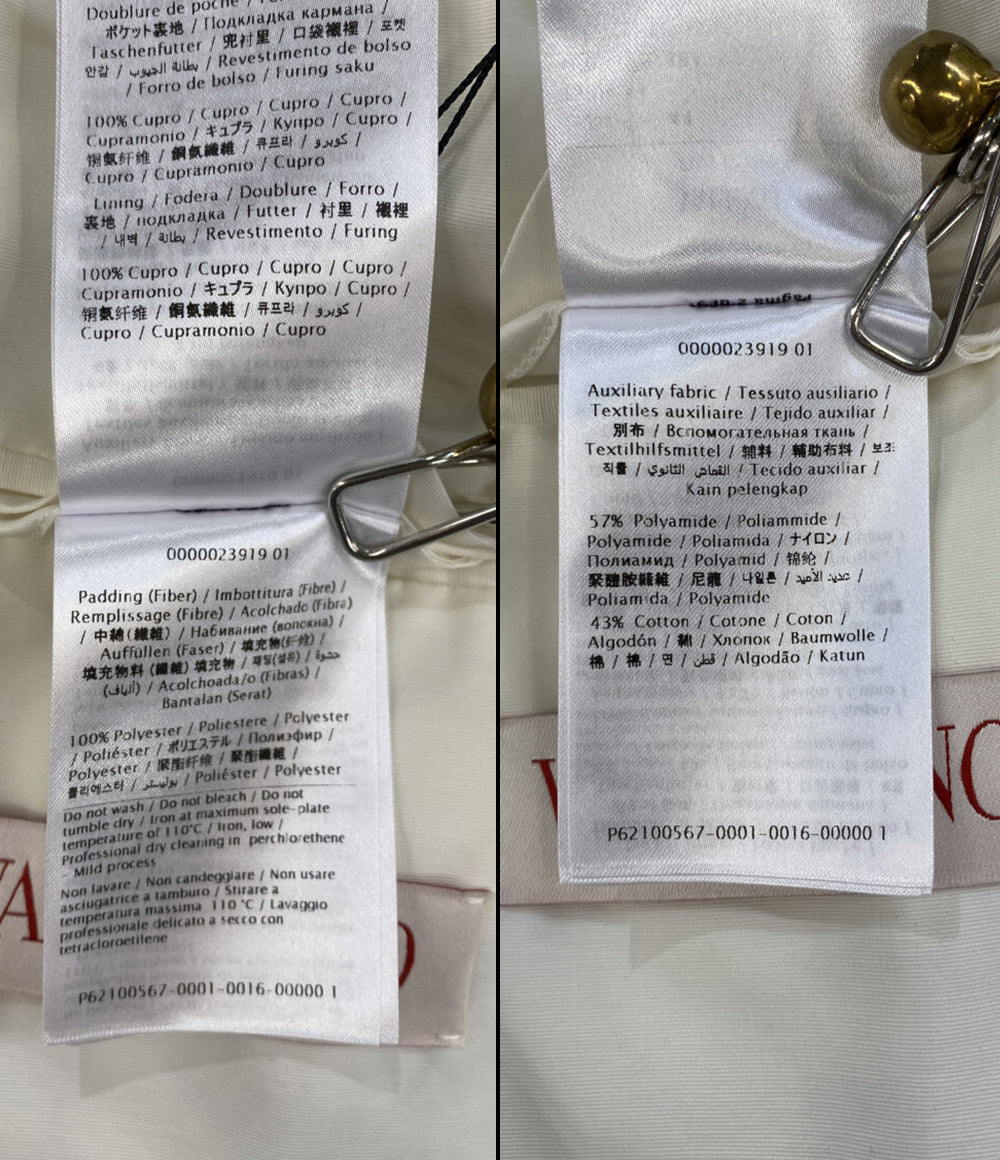 Doublure de poche /
ポケット裏地 / Подкладка кармана /
Taschenfutter / 兜衬里 / 口袋襯裡 / 포켓
안감 / بطانة الجيوب / Revestimento de bolso
/ Forro de bolso / Furing saku
100% Cupro / Cupro / Cupro / Cupro /
Cupramonio / キュプラ / Купро / Cupro /
铜氨纤维 / 銅氨纖維 / 큐프라 / كوبرو /
Cupro / Cupramonio / Cupro
Lining / Fodera / Doublure / Forro /
裏地 / подкладка / Futter / 衬里 / 襯裡
/ 내벽 / بطانة / Revestimento / Furing
100% Cupro / Cupro / Cupro / Cupro /
Cupramonio / キュプラ / Купро / Cupro /
铜氨纤维 / 銅氨纖維 / 큐프라 / كوبرو /
Cupro / Cupramonio / Cupro
0000023919 01
Padding (Fiber) / Imbottitura (Fibre) /
Remplissage (Fibre) / Acolchado (Fibra)
/ 中綿(繊維) / Набивание (волокна) /
Auffüllen (Faser) / 填充物(纤维) /
填充物料 (纖維) 填充物 / 패딩(섬유) / حشوة
(ألياف) / Acolchoada/o (Fibras) /
Bantalan (Serat)
100% Polyester / Poliestere / Polyester
/ Poliéster / ポリエステル / Полиэфир /
Polyester / 聚酯纤维 / 聚酯纖維 /
폴리에스터 / بوليستر / Poliéster / Polyester
Do not wash / Do not bleach / Do not
tumble dry / Iron at maximum sole-plate
temperature of 110°C / Iron, low /
Professional dry cleaning in perchlorethene
- Mild process
Non lavare / Non candeggiare / Non usare
asciugatrice a tamburo / Stirare a
temperatura massima 110 °C / Lavaggio
professionale delicato a secco con
tetracloroetilene
P62100567-0001-0016-00000 1
VA
O
Pagina 2
0000023919 01
Auxiliary fabric / Tessuto ausiliario /
Textiles auxiliaire / Tejido auxiliar /
別布 / Вспомогательная ткань /
Textilhilfsmittel / 辅料 / 輔助布料 / 보조
직물 / القماش الثانوي / Tecido auxiliar /
Kain pelengkap
57% Polyamide / Poliammide /
Polyamide / Poliamida / ナイロン /
Полиамид / Polyamid / 锦纶 /
聚醯胺纖維 / 尼龍 / 나일론 / عديد الأميد /
Poliamida / Polyamide
43% Cotton / Cotone / Coton /
Algodón / 綿 / Хлопок / Baumwolle /
棉 / 棉 / 면 / قطن / Algodão / Katun
P62100567-0001-0016-00000 1
V
NO